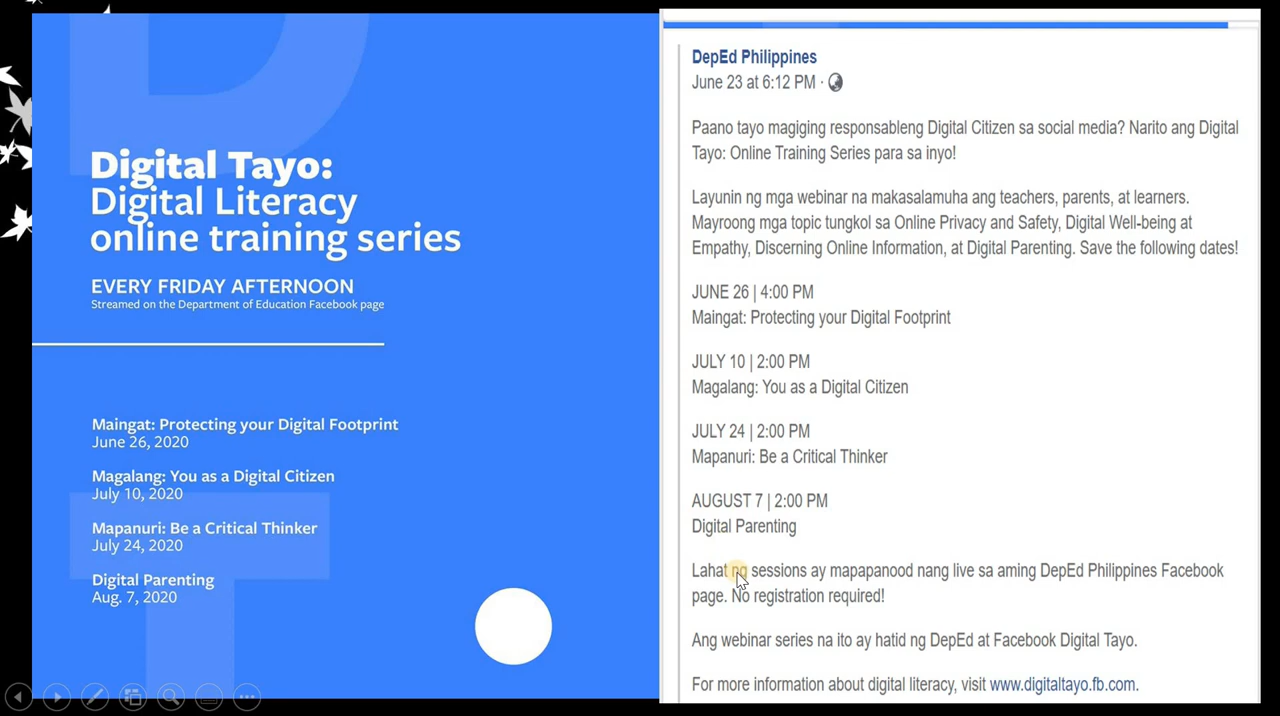 Digital Tayo:
Digital Literacy
online training series
EVERY FRIDAY AFTERNOON
Streamed on the Department of Education Facebook page
Maingat: Protecting your Digital Footprint
June 26, 2020
Magalang: You as a Digital Citizen
July 10, 2020
Mapanuri: Be a Critical Thinker
July 24, 2020
Digital Parenting
Aug. 7, 2020
DepEd Philippines
June 23 at 6:12 PM ·
Paano tayo magiging responsableng Digital Citizen sa social media? Narito ang Digital
Tayo: Online Training Series para sa inyo!
Layunin ng mga webinar na makasalamuha ang teachers, parents, at learners.
Mayroong mga topic tungkol sa Online Privacy and Safety, Digital Well-being at
Empathy, Discerning Online Information, at Digital Parenting. Save the following dates!
JUNE 26 | 4:00 PM
Maingat: Protecting your Digital Footprint
JULY 10 | 2:00 PM
Magalang: You as a Digital Citizen
JULY 24 | 2:00 PM
Mapanuri: Be a Critical Thinker
AUGUST 7 | 2:00 PM
Digital Parenting
Lahat ng sessions ay mapapanood nang live sa aming DepEd Philippines Facebook
page. No registration required!
Ang webinar series na ito ay hatid ng DepEd at Facebook Digital Tayo.
For more information about digital literacy, visit www.digitaltayo.fb.com.